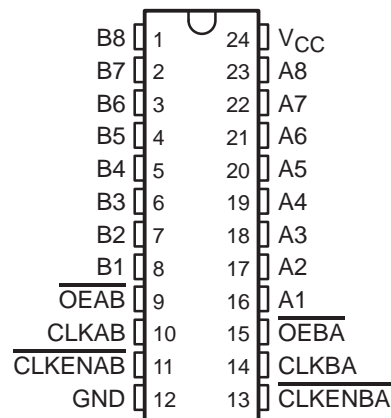 B8 1 24 VCC
B7 2 23 A8
B6 3 22 A7
B5 4 21 A6
B4 5 20 A5
B3 6 19 A4
B2 7 18 A3
B1 8 17 A2
OEAB 9 16 A1
CLKAB 10 15 OEBA
CLKENAB 11 14 CLKBA
GND 12 13 CLKENBA